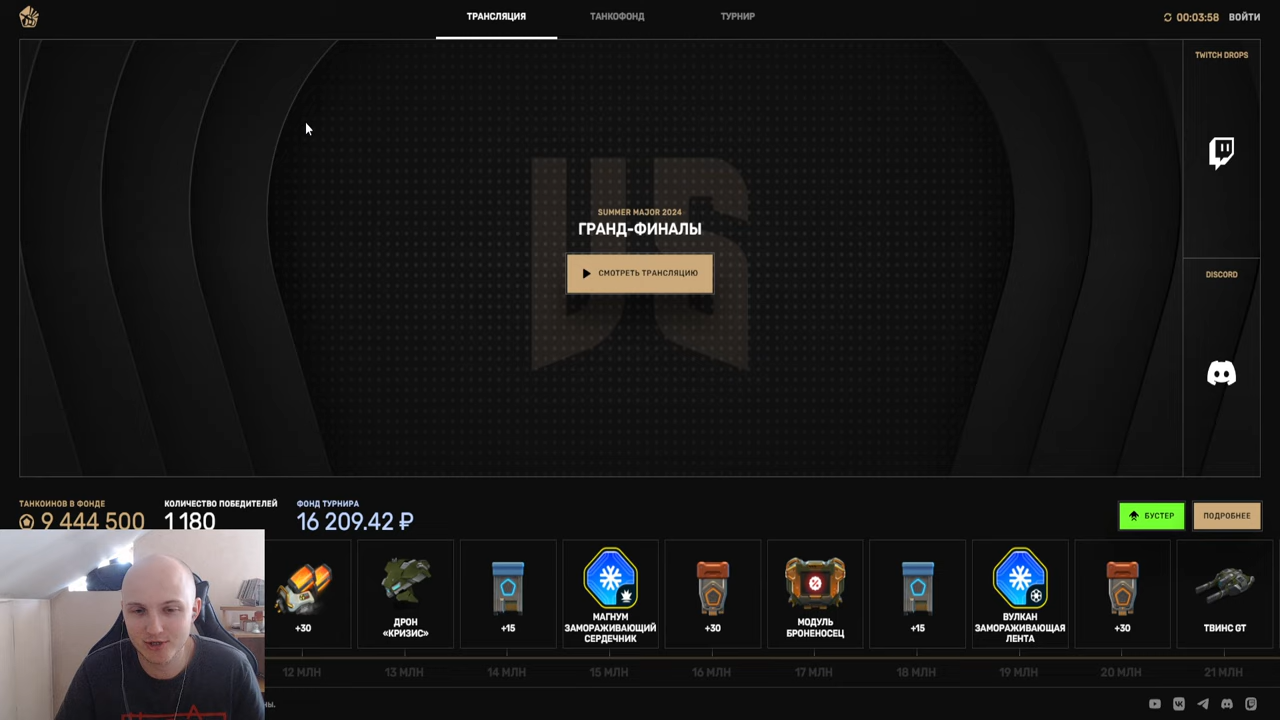 ТРАНСЛЯЦИЯ
ТАНКОФОНД
ТУРНИР
00:03:58
ВОЙТИ
TWITCH DROPS
SUMMER MAJOR 2024
ГРАНД-ФИНАЛЫ
СМОТРЕТЬ ТРАНСЛЯЦИЮ
DISCORD
ТАНКОИНОВ В ФОНДЕ
9 444 500
КОЛИЧЕСТВО ПОБЕДИТЕЛЕЙ
1 180
ФОНД ТУРНИРА
16 209.42 ₽
БУСТЕР
ПОДРОБНЕЕ
+30
ДРОН
«КРИЗИС»
+15
МАГНУМ
ЗАМОРАЖИВАЮЩИЙ
СЕРДЕЧНИК
+30
МОДУЛЬ
БРОНЕНОСЕЦ
+15
ВУЛКАН
ЗАМОРАЖИВАЮЩАЯ
ЛЕНТА
+30
ТВИНС GT
12 МЛН
13 МЛН
14 МЛН
15 МЛН
16 МЛН
17 МЛН
18 МЛН
19 МЛН
20 МЛН
21 МЛН